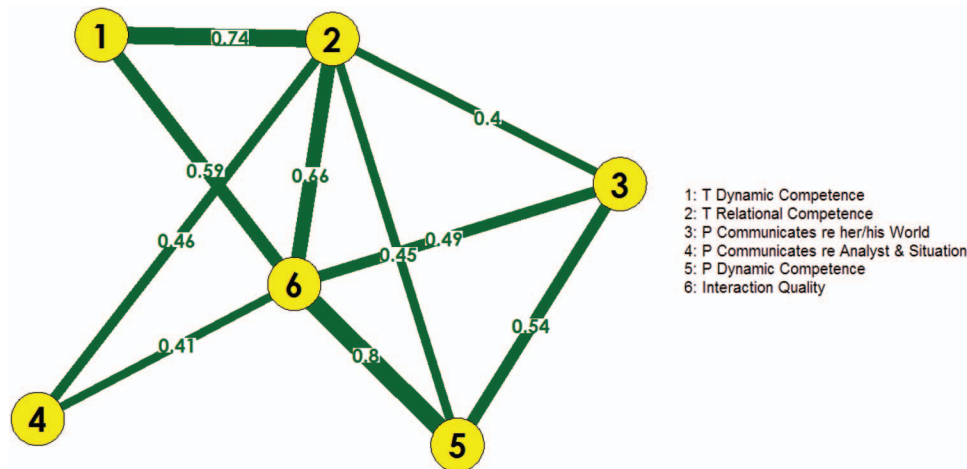 1
2
0.74
0.4
0.59
0.66
3
0.46
0.49
0.45
6
0.54
0.41
0.8
4
5
1: T Dynamic Competence
2: T Relational Competence
3: P Communicates re her/his World
4: P Communicates re Analyst & Situation
5: P Dynamic Competence
6: Interaction Quality